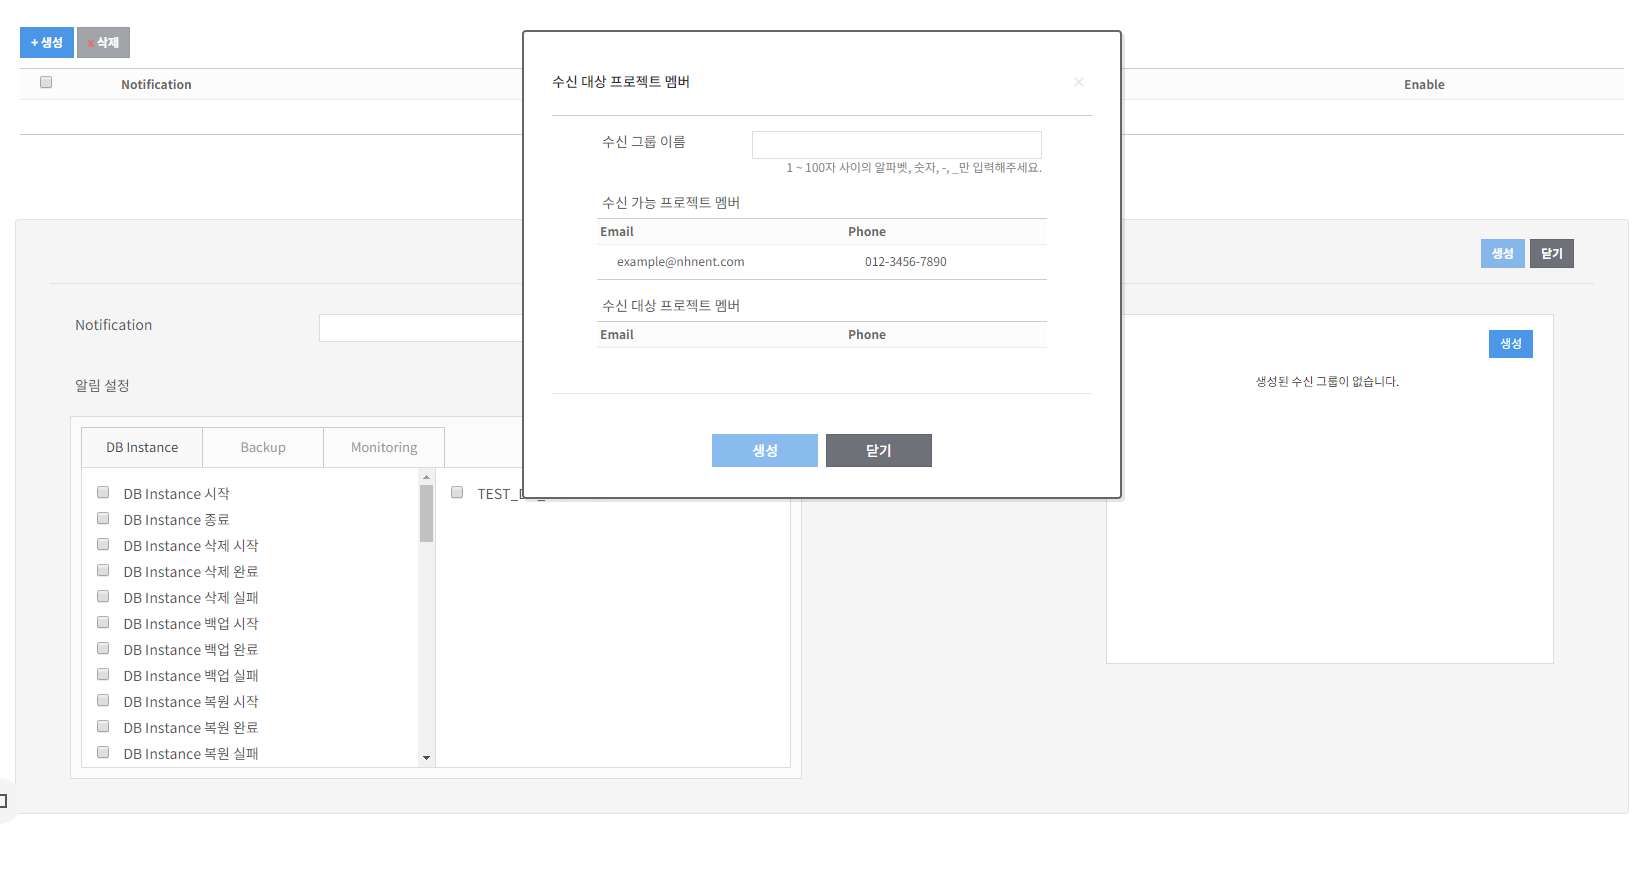 + 생성
x 삭제
Notification
Enable
수신 대상 프로젝트 멤버
×
수신 그룹 이름
1 ~ 100자 사이의 알파벳, 숫자, -, _만 입력해주세요.
수신 가능 프로젝트 멤버
Email Phone
example@nhnent.com 012-3456-7890
수신 대상 프로젝트 멤버
Email Phone
생성 닫기
생성 닫기
Notification
알림 설정
DB Instance Backup Monitoring
DB Instance 시작
DB Instance 종료
DB Instance 삭제 시작
DB Instance 삭제 완료
DB Instance 삭제 실패
DB Instance 백업 시작
DB Instance 백업 완료
DB Instance 백업 실패
DB Instance 복원 시작
DB Instance 복원 완료
DB Instance 복원 실패
생성
생성된 수신 그룹이 없습니다.